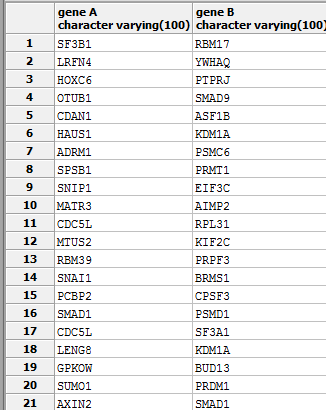 gene A gene B
character varying(100) character varying(100)
1 SF3B1 RBM17
2 LRFN4 YWHAQ
3 HOXC6 PTPRJ
4 OTUB1 SMAD9
5 CDAN1 ASF1B
6 HAUS1 KDM1A
7 ADRM1 PSMC6
8 SPSB1 PRMT1
9 SNIP1 EIF3C
10 MATR3 AIMP2
11 CDC5L RPL31
12 MTUS2 KIF2C
13 RBM39 PRPF3
14 SNAI1 BRMS1
15 PCBP2 CPSF3
16 SMAD1 PSMD1
17 CDC5L SF3A1
18 LENG8 KDM1A
19 GPKOW BUD13
20 SUMO1 PRDM1
21 AXIN2 SMAD1